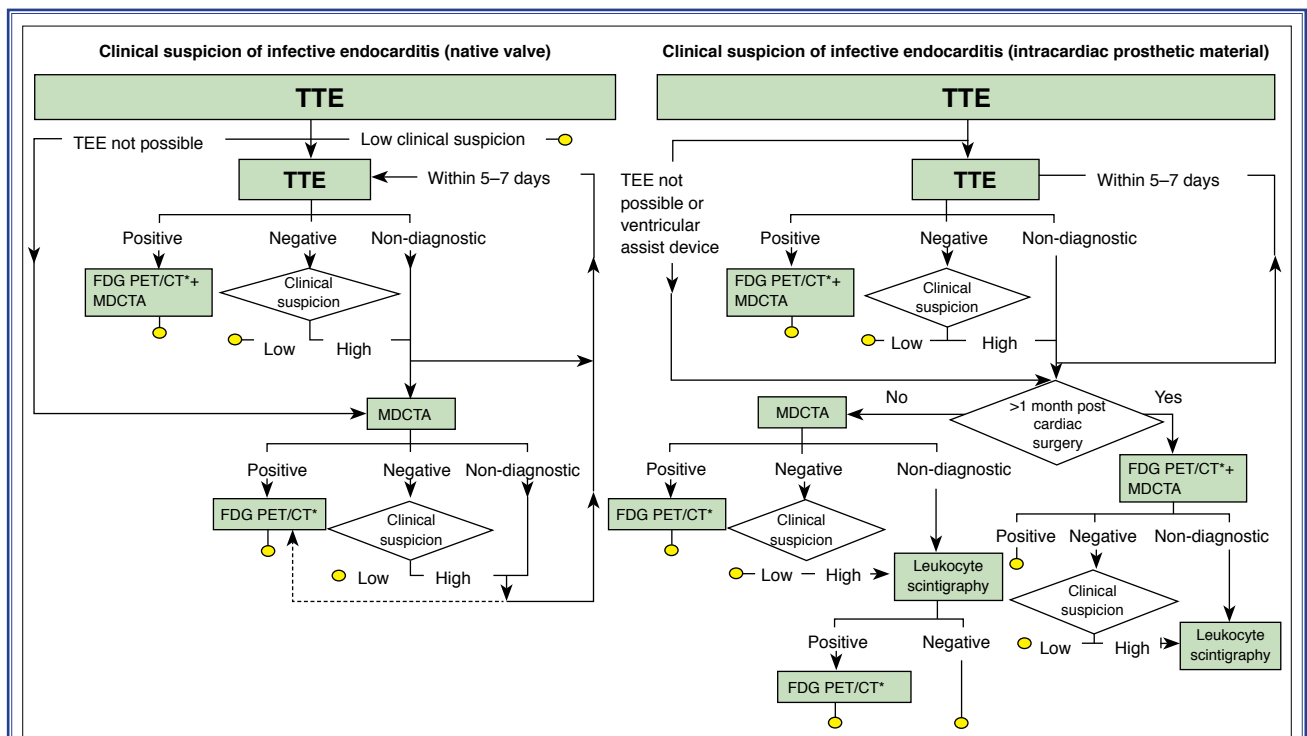 Clinical suspicion of infective endocarditis (native valve)
TTE
TEE not possible
Low clinical suspicion
TTE
Within 5–7 days
Positive
Negative
Non-diagnostic
FDG PET/CT*+
MDCTA
Clinical
suspicion
Low
High
MDCTA
Positive
Negative
Non-diagnostic
FDG PET/CT*
Clinical
suspicion
Low
High
Clinical suspicion of infective endocarditis (intracardiac prosthetic material)
TTE
TEE not
possible or
ventricular
assist device
TTE
Within 5–7 days
Positive
Negative
Non-diagnostic
FDG PET/CT*+
MDCTA
Clinical
suspicion
Low
High
>1 month post
cardiac
surgery
No
Yes
MDCTA
Positive
Negative
Non-diagnostic
FDG PET/CT*
Clinical
suspicion
Low
High
Leukocyte
scintigraphy
Positive
Negative
FDG PET/CT*
FDG PET/CT*+
MDCTA
Positive
Negative
Non-diagnostic
Clinical
suspicion
Low
High
Leukocyte
scintigraphy